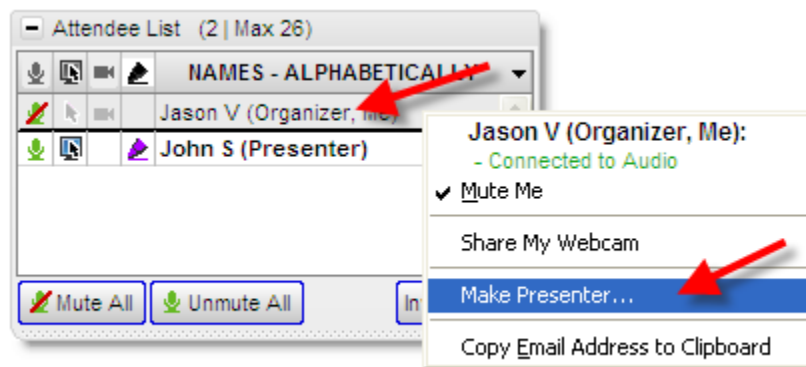 Attendee List (2 | Max 26)
NAMES - ALPHABETICALLY
Jason V (Organizer, Me)
John S (Presenter)
Mute All
Unmute All
Jason V (Organizer, Me):
- Connected to Audio
Mute Me
Share My Webcam
Make Presenter...
Copy Email Address to Clipboard